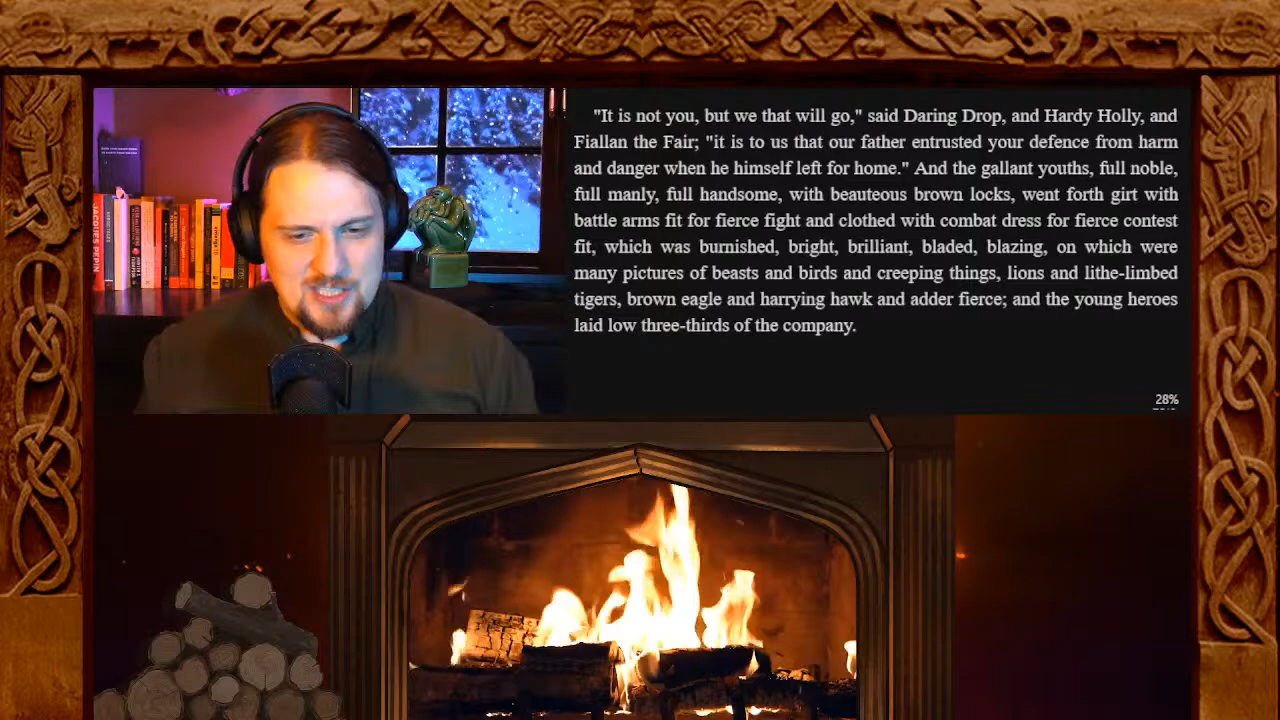 "It is not you, but we that will go," said Daring Drop, and Hardy Holly, and
Fiallan the Fair; "it is to us that our father entrusted your defence from harm
and danger when he himself left for home." And the gallant youths, full noble,
full manly, full handsome, with beauteous brown locks, went forth girt with
battle arms fit for fierce fight and clothed with combat dress for fierce contest
fit, which was burnished, bright, brilliant, bladed, blazing, on which were
many pictures of beasts and birds and creeping things, lions and lithe-limbed
tigers, brown eagle and harrying hawk and adder fierce; and the young heroes
laid low three-thirds of the company.
28%
JACQUES PEPIN